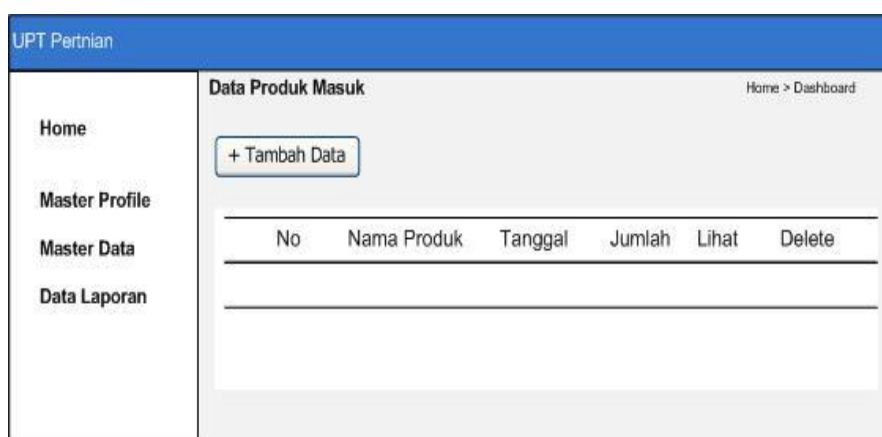 UPT Pertnian
Data Produk Masuk
Home > Dashboard
Home
+ Tambah Data
Master Profile
Master Data
Data Laporan
No Nama Produk Tanggal Jumlah Lihat Delete